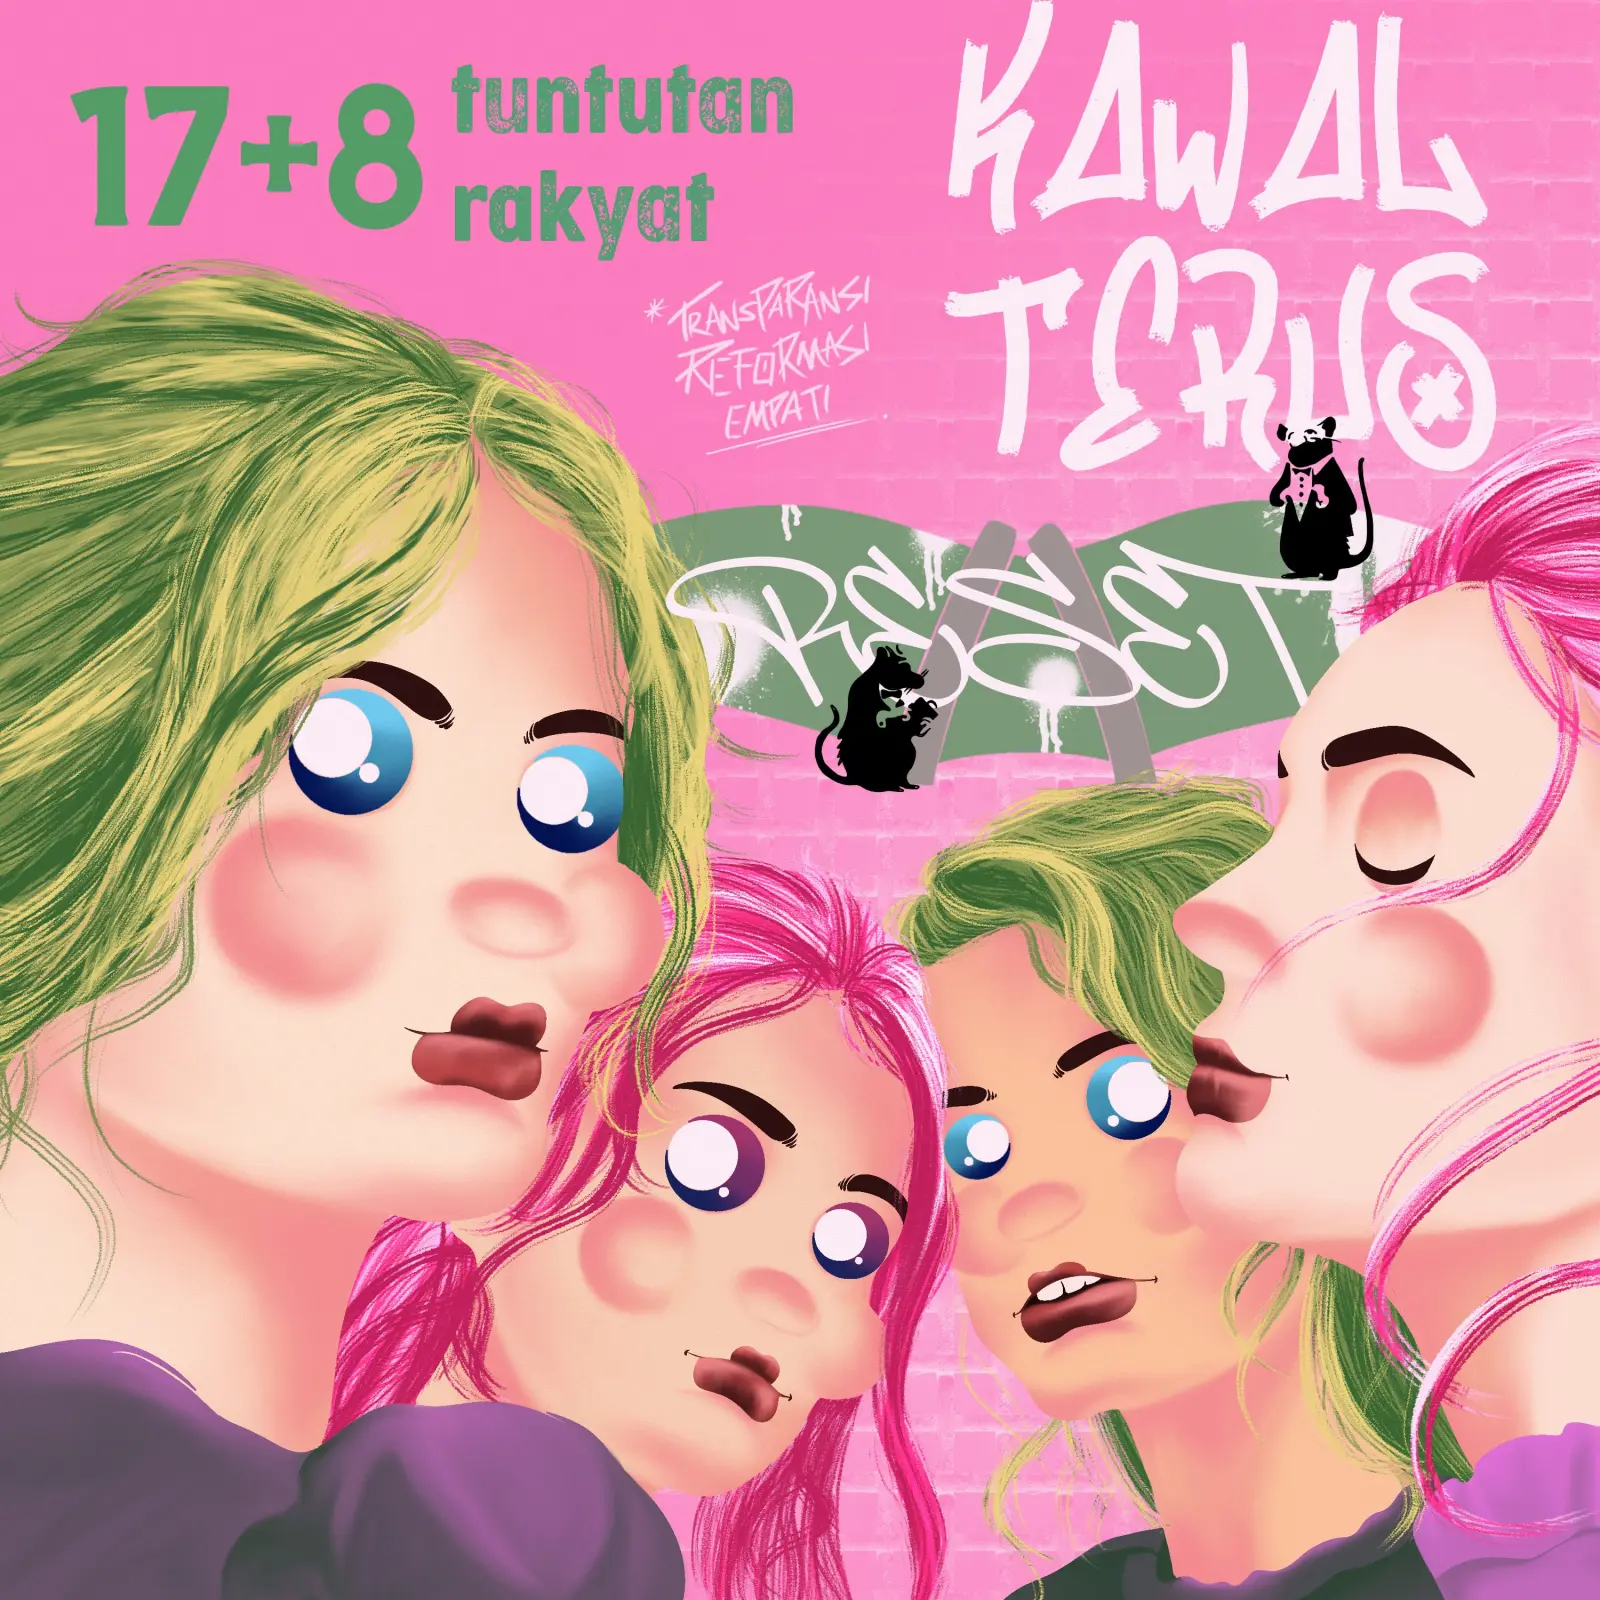 17+8 tuntutan
rakyat
KAWAL
TERUS
*TRANSPARANSI
REFORMASI
EMPATI
RESET